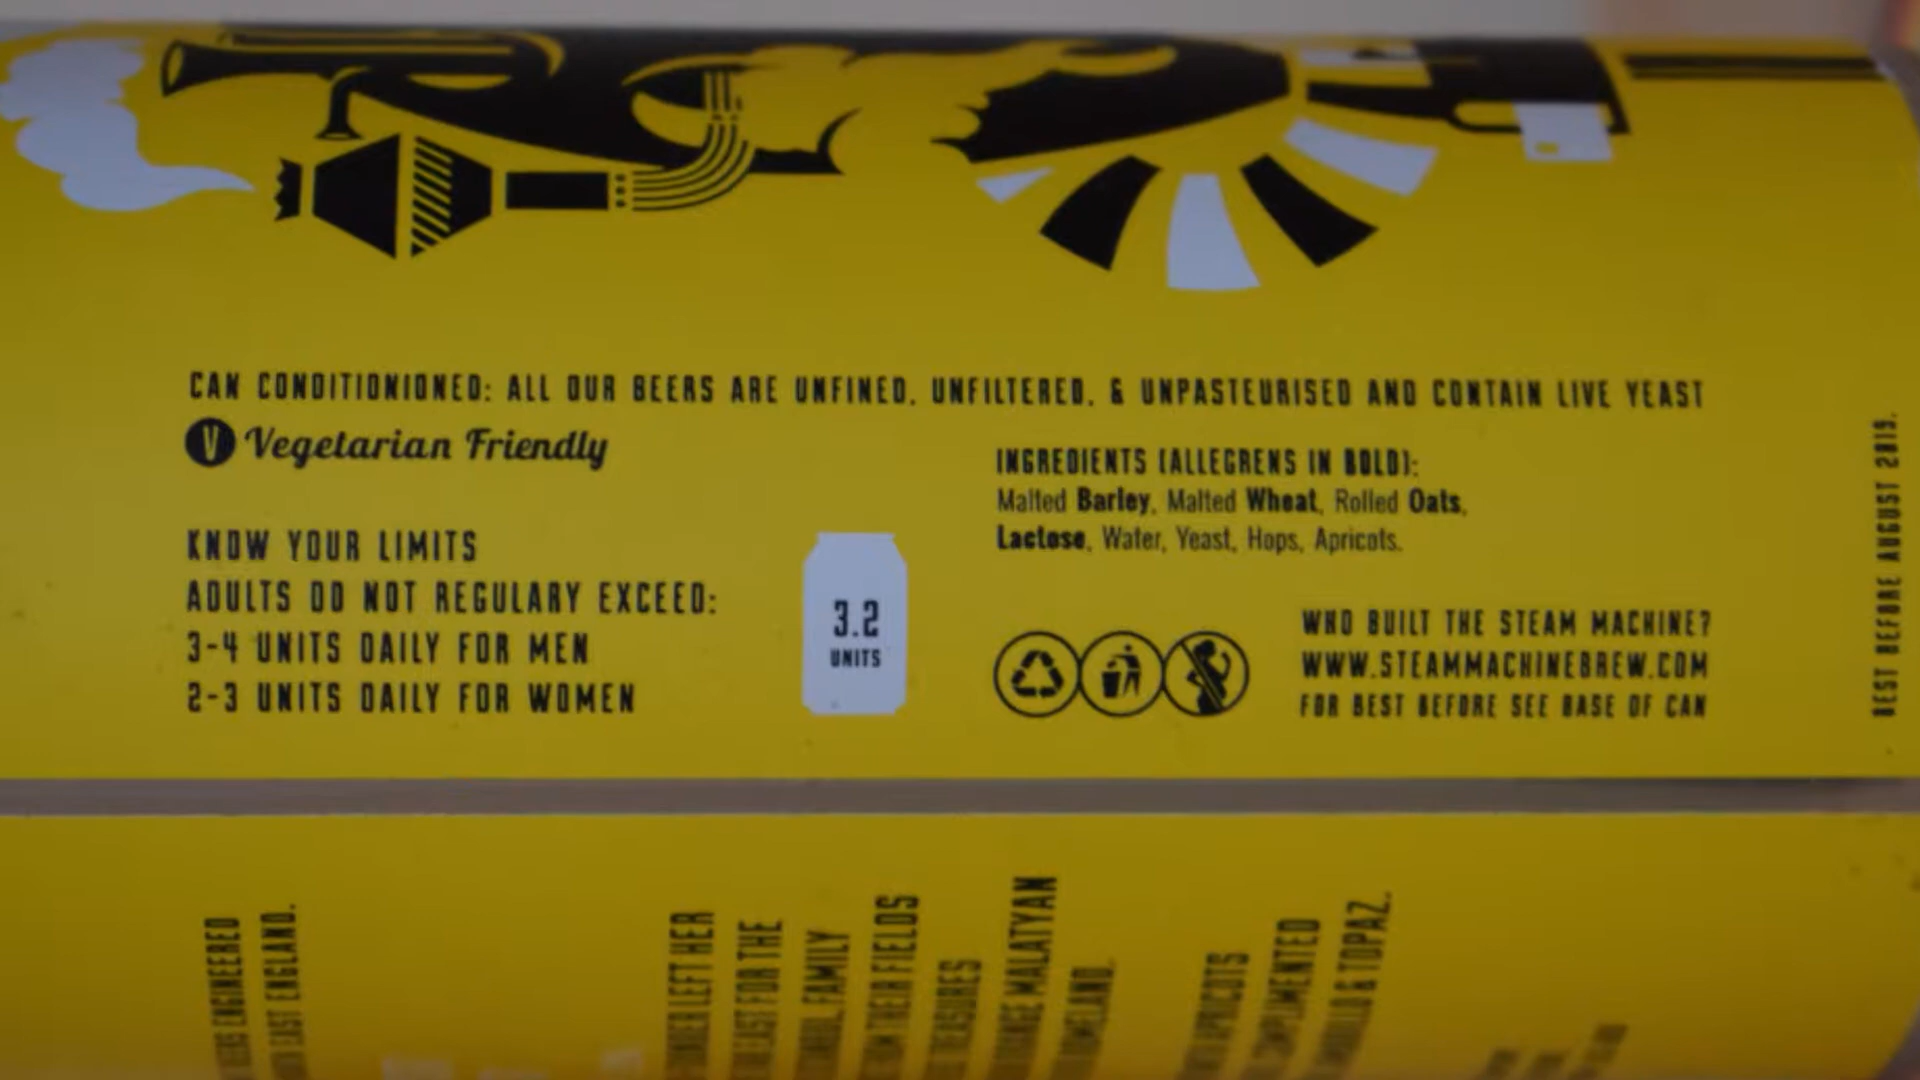 CAN CONDITIONIONED: ALL OUR BEERS ARE UNFINED, UNFILTERED, & UNPASTEURISED AND CONTAIN LIVE YEAST
V Vegetarian Friendly
KNOW YOUR LIMITS
ADULTS DO NOT REGULARY EXCEED:
3-4 UNITS DAILY FOR MEN
2-3 UNITS DAILY FOR WOMEN
3.2
UNITS
INGREDIENTS (ALLEGRENS IN BOLD):
Malted Barley, Malted Wheat, Rolled Oats,
Lactose, Water, Yeast, Hops, Apricots.
WHO BUILT THE STEAM MACHINE?
WWW.STEAMMACHINEBREW.COM
FOR BEST BEFORE SEE BASE OF CAN
BEST BEFORE AUGUST 2019.
ENGINEERED
EAST ENGLAND.
LEFT HER
EAST FOR THE
FAMILY
THEIR FIELDS
TREASURES
MALATYAN
HOMELAND.
APRICOTS
COMPLIMENTED
& TOPAZ.